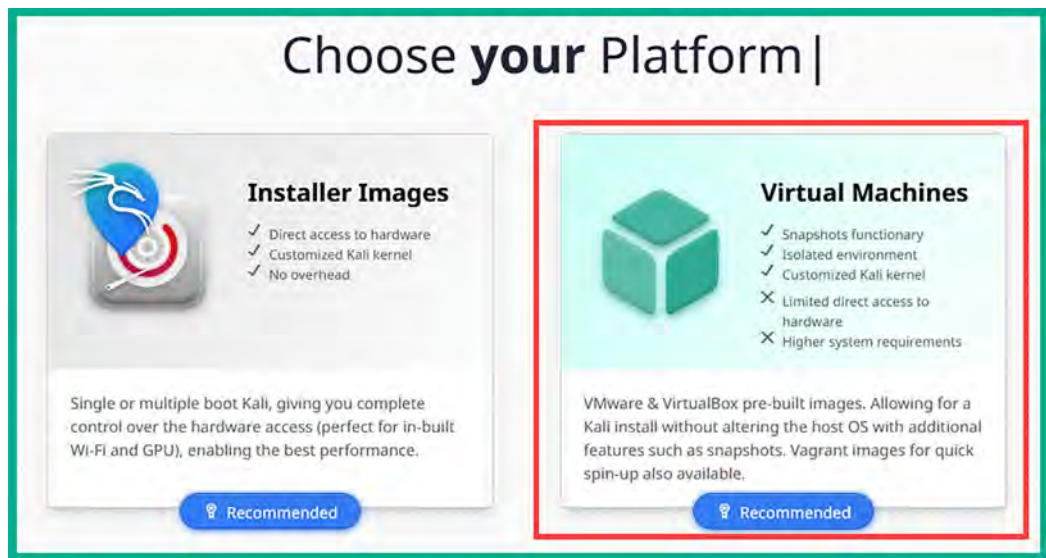 Choose your Platform|
Installer Images
✓ Direct access to hardware
✓ Customized Kali kernel
✓ No overhead
Single or multiple boot Kali, giving you complete
control over the hardware access (perfect for in-built
Wi-Fi and GPU), enabling the best performance.
Recommended
Virtual Machines
✓ Snapshots functionary
✓ Isolated environment
✓ Customized Kali kernel
✕ Limited direct access to
hardware
✕ Higher system requirements
VMware & VirtualBox pre-built images. Allowing for a
Kali install without altering the host OS with additional
features such as snapshots. Vagrant images for quick
spin-up also available.
Recommended